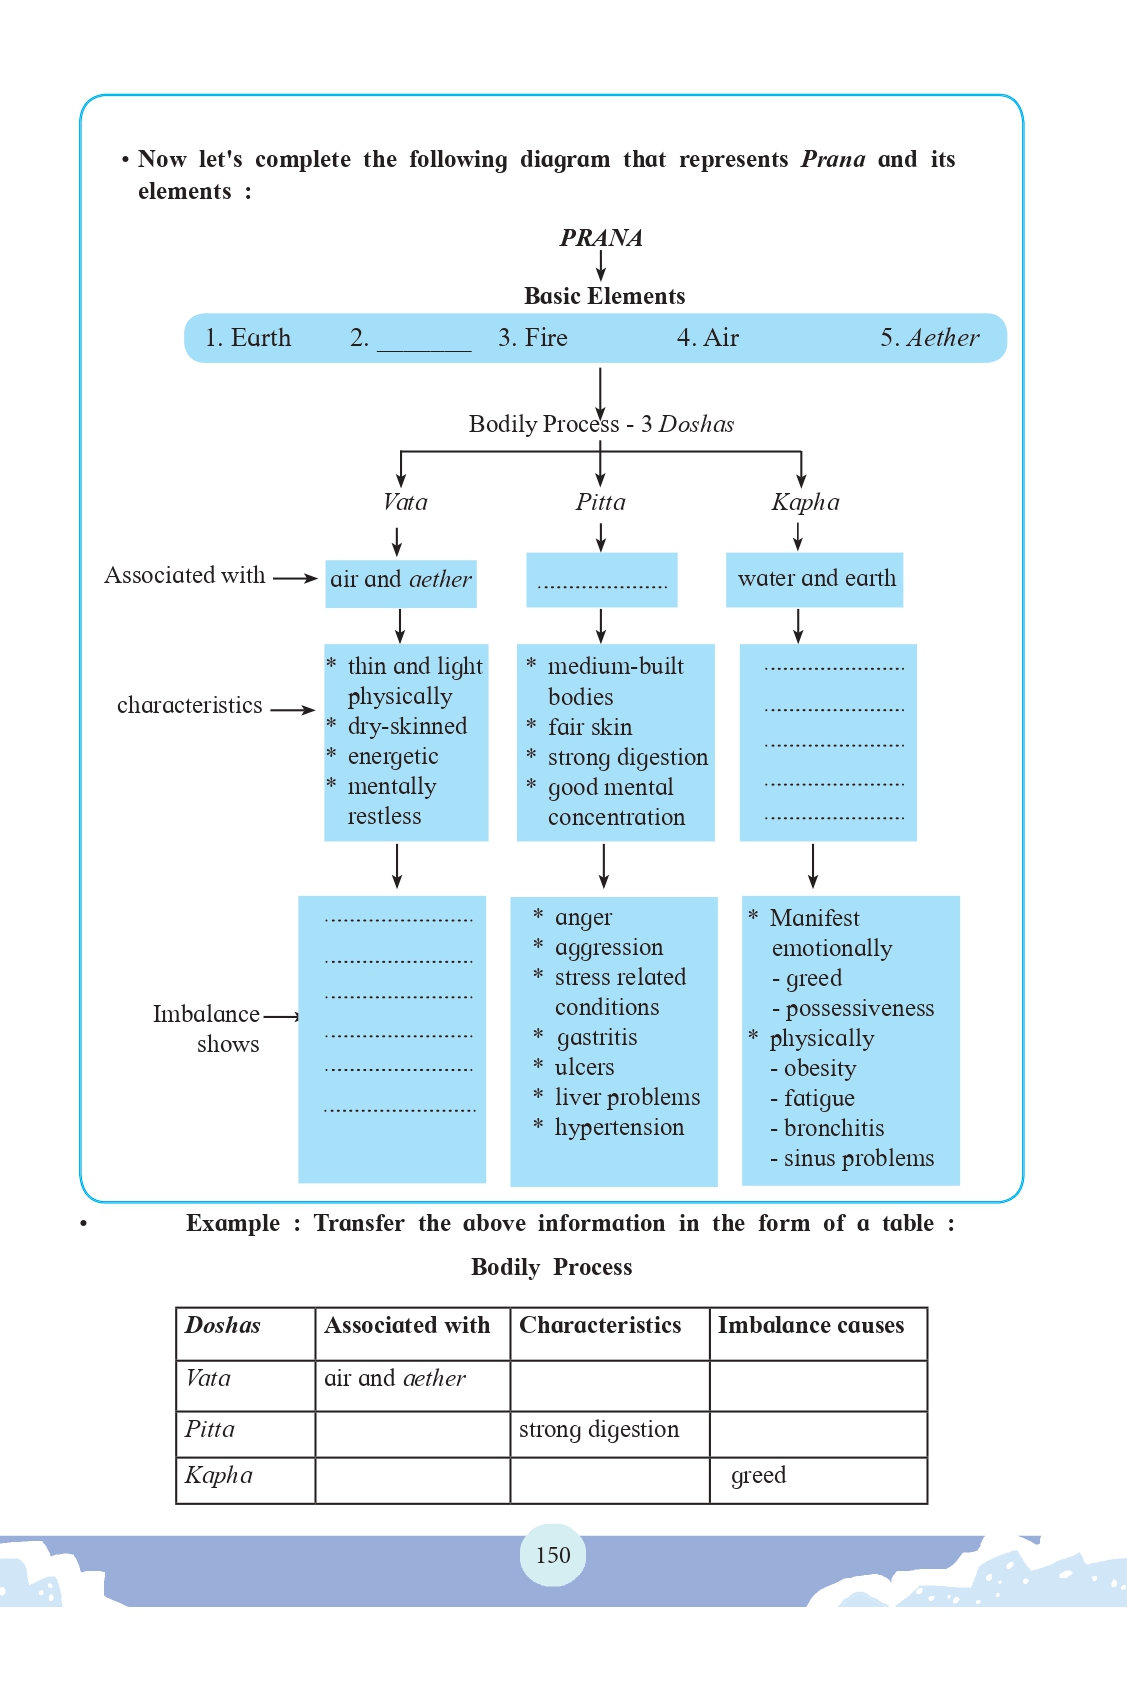 • Now let's complete the following diagram that represents Prana and its
elements :
PRANA
Basic Elements
1. Earth 2. _______ 3. Fire 4. Air 5. Aether
Bodily Process - 3 Doshas
Vata Pitta Kapha
Associated with
air and aether
.......................
water and earth
characteristics
* thin and light
physically
* dry-skinned
* energetic
* mentally
restless
* medium-built
bodies
* fair skin
* strong digestion
* good mental
concentration
.........................
.........................
.........................
.........................
.........................
Imbalance
shows
..........................
..........................
..........................
..........................
..........................
...........................
* anger
* aggression
* stress related
conditions
* gastritis
* ulcers
* liver problems
* hypertension
* Manifest
emotionally
- greed
- possessiveness
* physically
- obesity
- fatigue
- bronchitis
- sinus problems
• Example : Transfer the above information in the form of a table :
Bodily Process
Doshas Associated with Characteristics Imbalance causes
Vata air and aether
Pitta strong digestion
Kapha greed
150